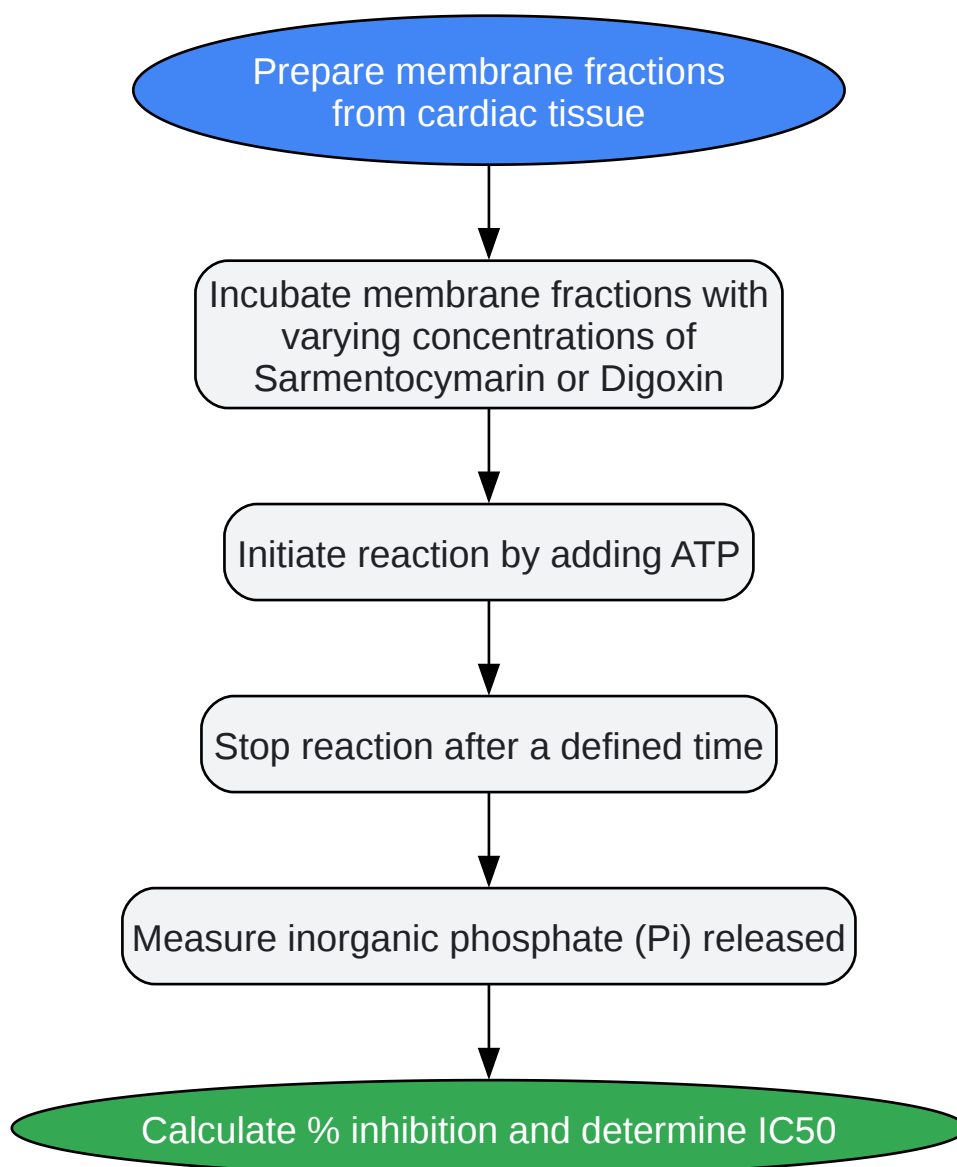 Prepare membrane fractions
from cardiac tissue
Incubate membrane fractions with
varying concentrations of
Sarmentocymarin or Digoxin
Initiate reaction by adding ATP
Stop reaction after a defined time
Measure inorganic phosphate (Pi) released
Calculate % inhibition and determine IC50